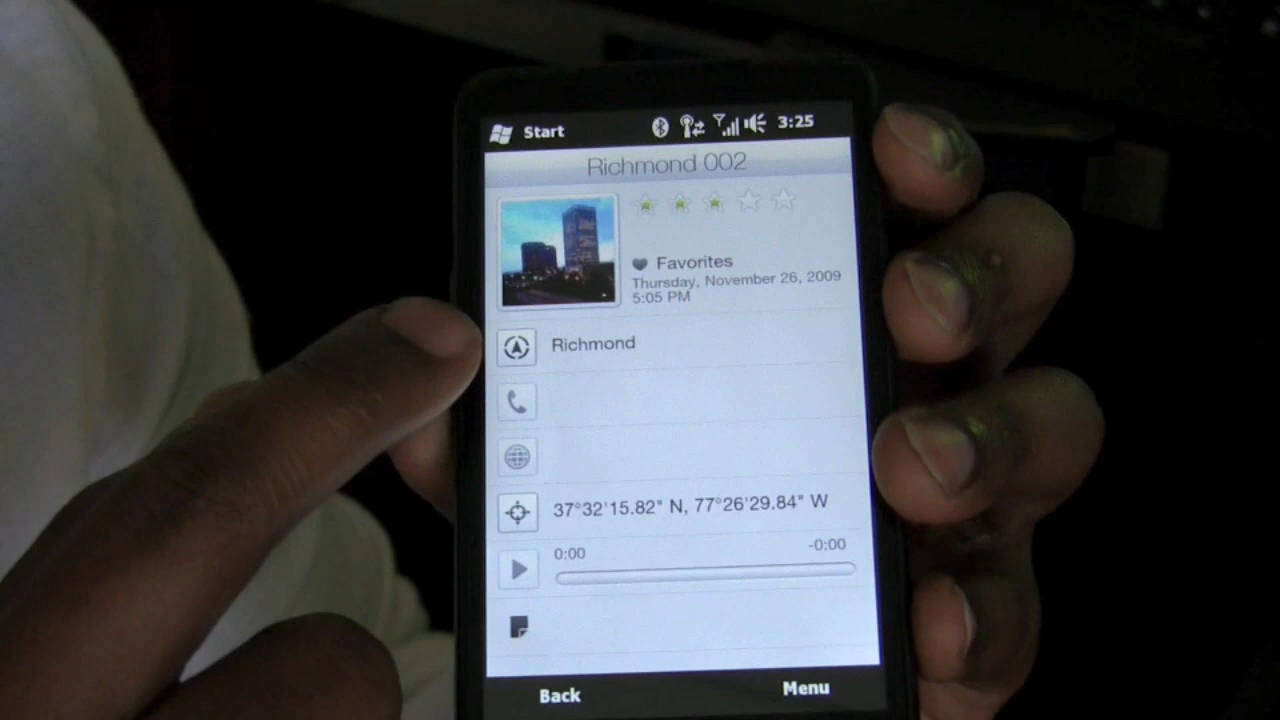 Start 3:25
Richmond 002
Favorites
Thursday, November 26, 2009
5:05 PM
Richmond
37°32'15.82" N, 77°26'29.84" W
0:00 -0:00
Back Menu